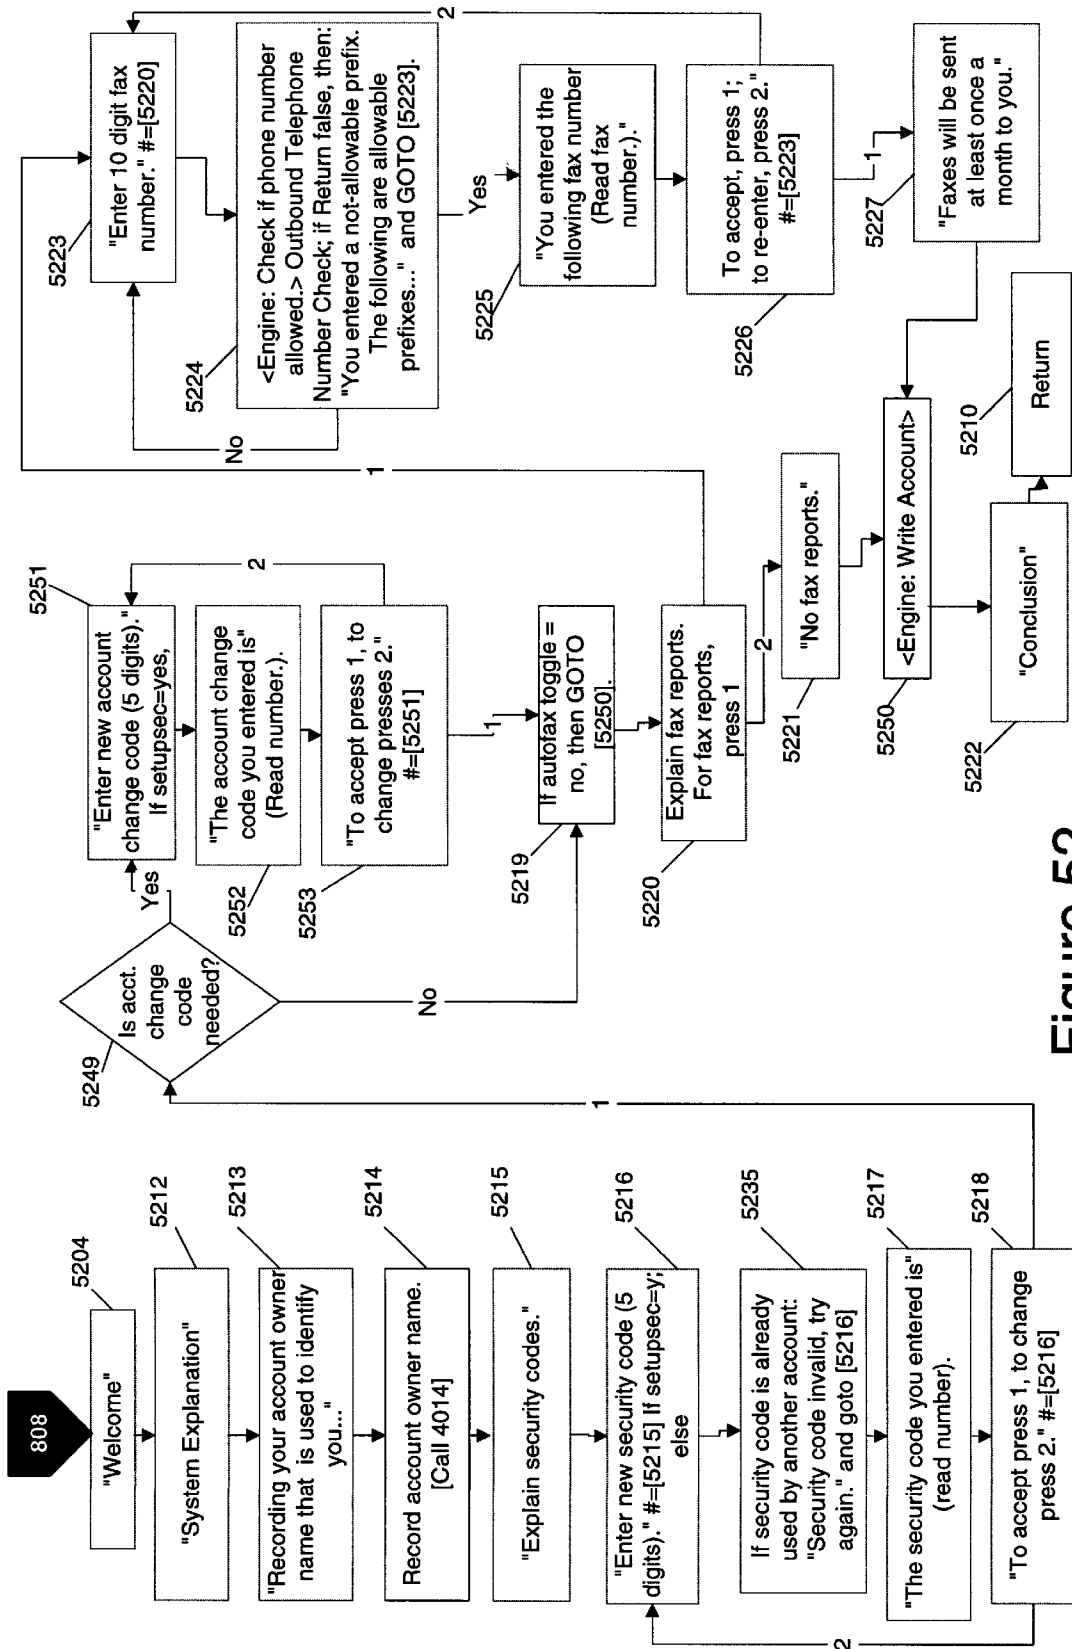 808
"Welcome"
5204
"System Explanation"
5212
"Recording your account owner
name that is used to identify
you..."
5213
Record account owner name.
[Call 4014]
5214
"Explain security codes."
5215
"Enter new security code (5
digits)." #=[5215] If setupsec=y;
else
5216
If security code is already
used by another account:
"Security code invalid, try
again." and goto [5216]
5235
"The security code you entered is"
(read number).
5217
"To accept press 1, to change
press 2." #=[5216]
5218
2
1
5249
Is acct.
change
code
needed?
Yes
No
5251
"Enter new account
change code (5 digits)."
If setupsec=yes,
"The account change
code you entered is"
(Read number.).
5252
"To accept press 1, to
change presses 2."
#=[5251]
5253
2
1
If autofax toggle =
no, then GOTO
[5250].
5219
Explain fax reports.
For fax reports,
press 1
5220
1
2
"No fax reports."
5221
<Engine: Write Account>
5250
"Conclusion"
5222
Return
5210
"Enter 10 digit fax
number." #=[5220]
5223
<Engine: Check if phone number
allowed.> Outbound Telephone
Number Check; if Return false, then:
"You entered a not-allowable prefix.
The following are allowable
prefixes..." and GOTO [5223].
5224
No
Yes
"You entered the
following fax number
(Read fax
number.)."
5225
To accept, press 1;
to re-enter, press 2."
#=[5223]
5226
2
1
"Faxes will be sent
at least once a
month to you."
5227
Figure 52